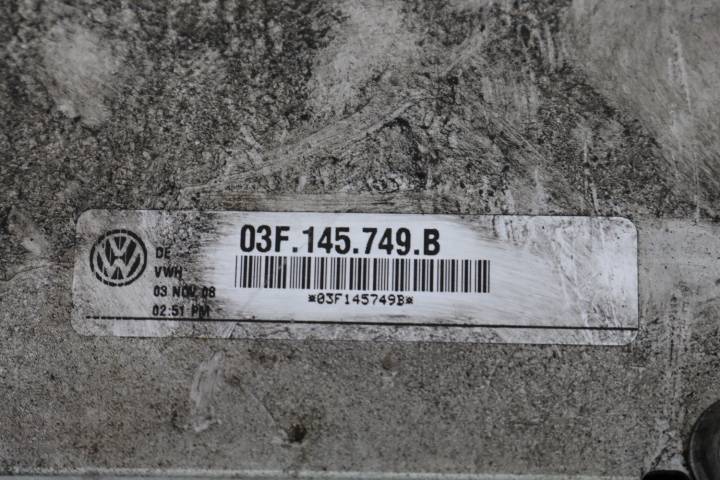 03F.145.749.B
DE
VWH
03 NOV 08
02:51 PM
*03F145749B*